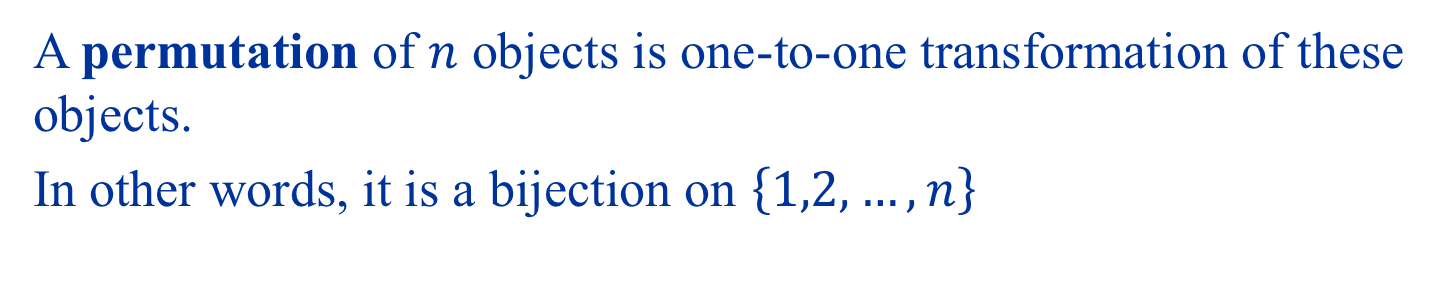 A permutation of n objects is one-to-one transformation of these
objects.
In other words, it is a bijection on {1,2, … , n}